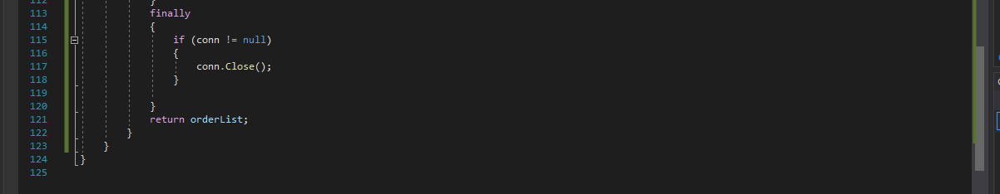 112 }
113 finally
114 {
115 if (conn != null)
116 {
117 conn.Close();
118 }
119
120 }
121 return orderList;
122 }
123 }
124 }
125